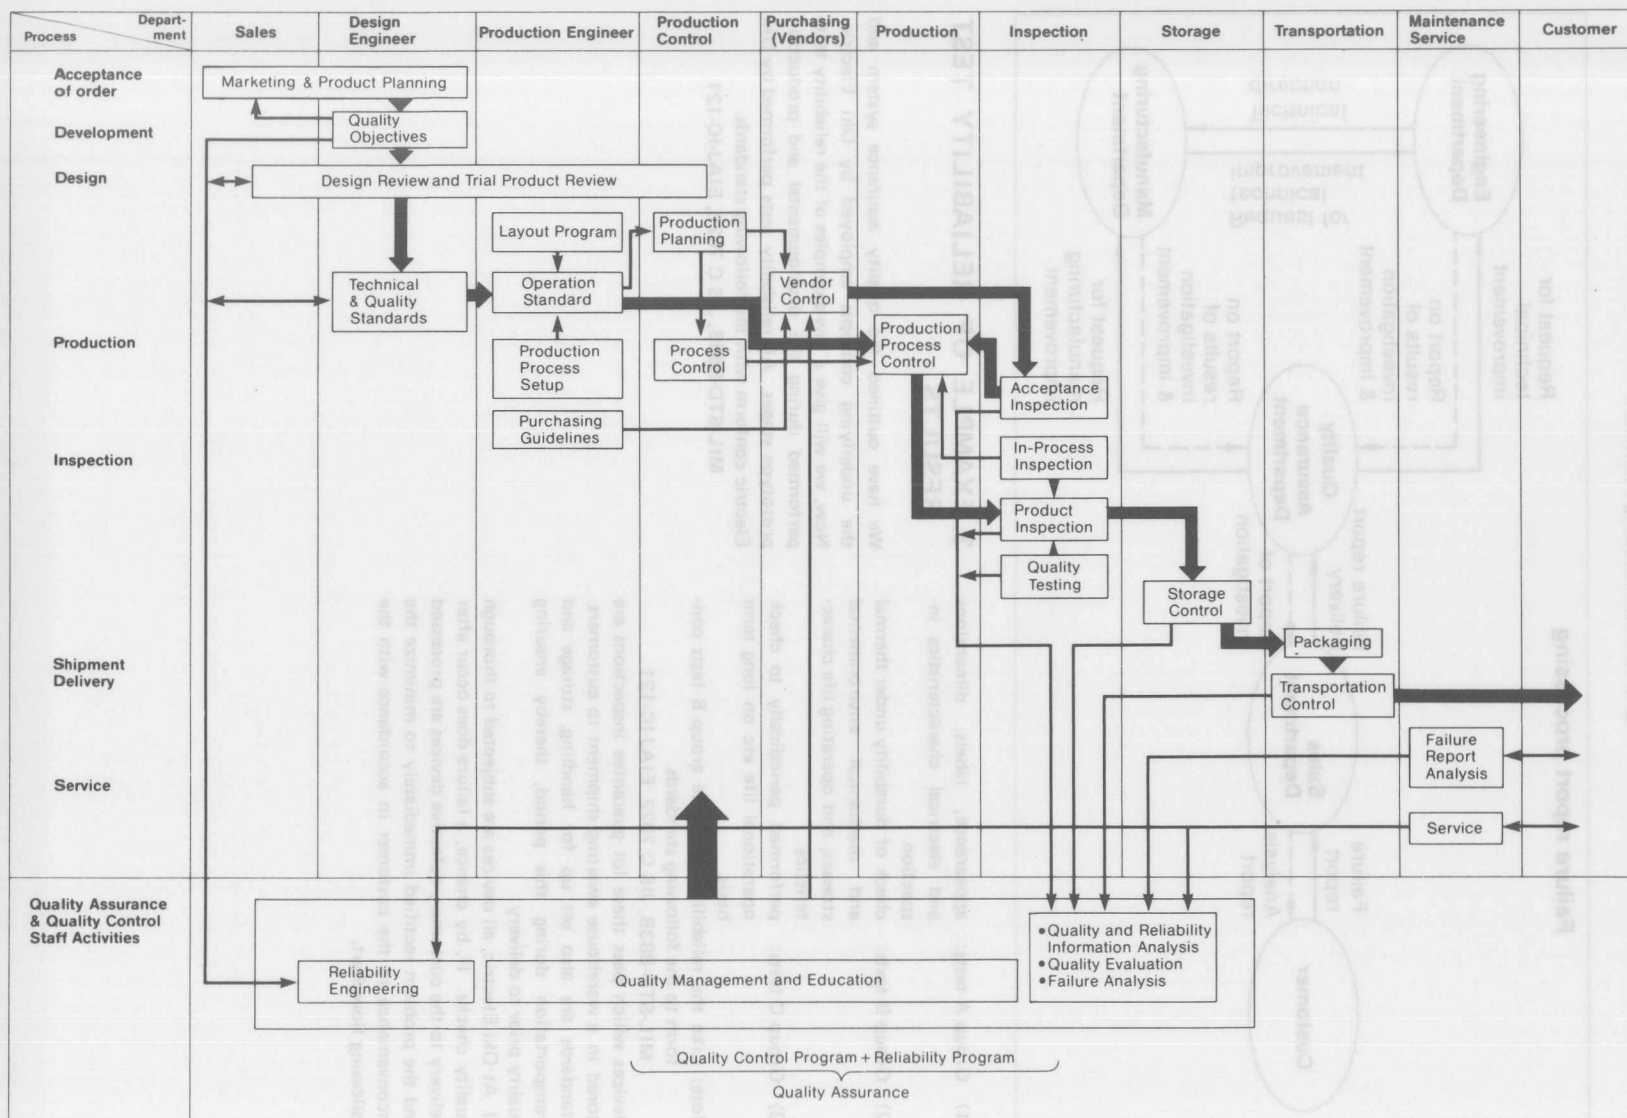 Process
Depart-
ment
Sales
Design
Engineer
Production Engineer
Production
Control
Purchasing
(Vendors)
Production
Inspection
Storage
Transportation
Maintenance
Service
Customer
Acceptance
of order
Marketing & Product Planning
Development
Quality
Objectives
Design
Design Review and Trial Product Review
Layout Program
Production
Planning
Technical
& Quality
Standards
Operation
Standard
Vendor
Control
Production
Production
Process
Setup
Process
Control
Production
Process
Control
Acceptance
Inspection
Purchasing
Guidelines
Inspection
In-Process
Inspection
Product
Inspection
Quality
Testing
Storage
Control
Shipment
Delivery
Packaging
Transportation
Control
Service
Failure
Report
Analysis
Service
Quality Assurance
& Quality Control
Staff Activities
Reliability
Engineering
Quality Management and Education
•Quality and Reliability
Information Analysis
•Quality Evaluation
•Failure Analysis
Quality Control Program + Reliability Program
Quality Assurance